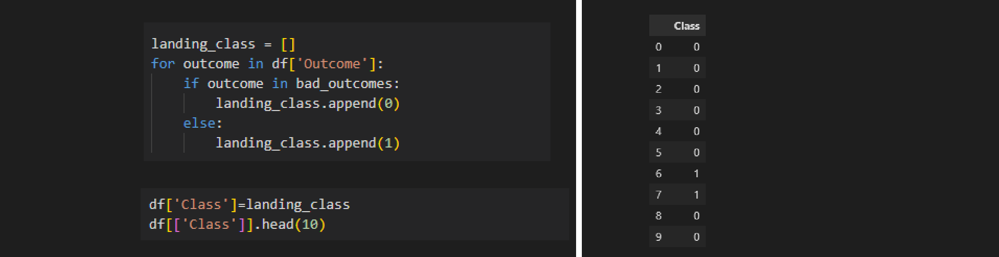 landing_class = []
for outcome in df['Outcome']:
    if outcome in bad_outcomes:
        landing_class.append(0)
    else:
        landing_class.append(1)
df['Class']=landing_class
df[['Class']].head(10)
Class
0 0
1 0
2 0
3 0
4 0
5 0
6 1
7 1
8 0
9 0